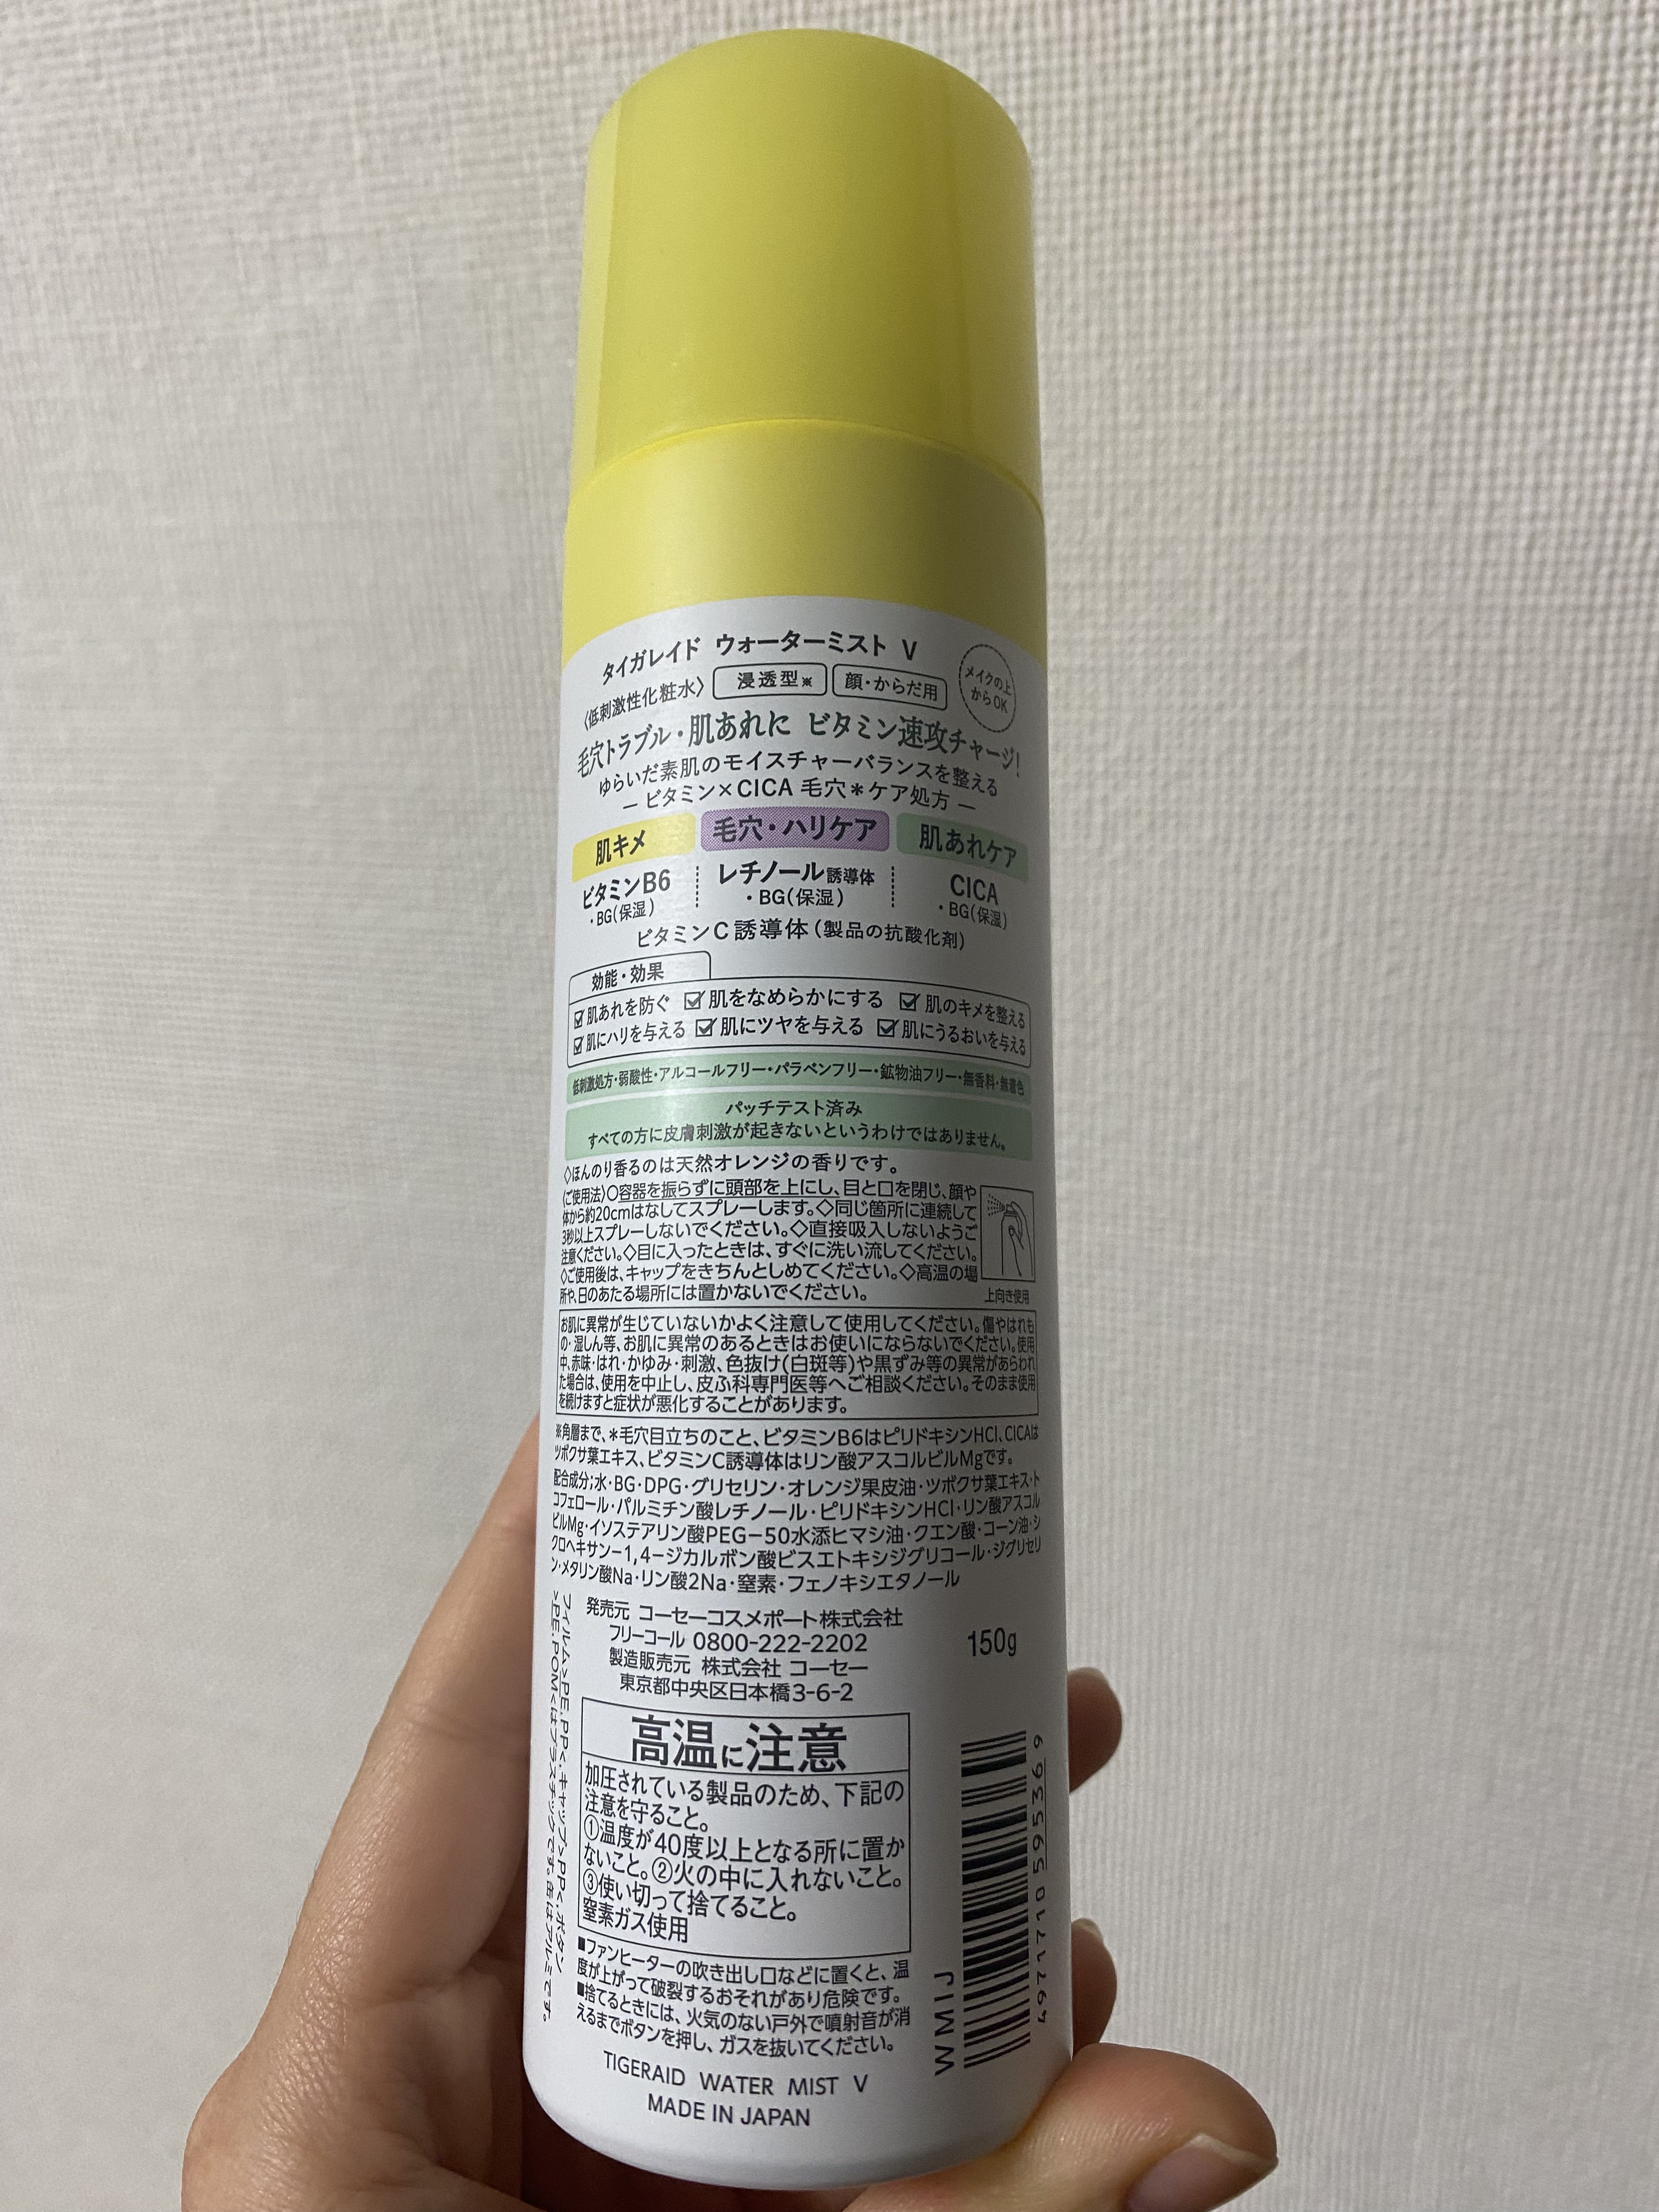 タイガレイド ウォーターミスト V
メイクの上
からOK
〈低刺激性化粧水〉 浸透型※ 顔・からだ用
毛穴トラブル・肌あれに ビタミン速攻チャージ!
ゆらいだ素肌のモイスチャーバランスを整える
― ビタミン×CICA 毛穴＊ケア処方 ―
肌キメ 毛穴・ハリケア 肌あれケア
ビタミンB6 レチノール誘導体 CICA
・BG(保湿) ・BG(保湿) ・BG(保湿)
ビタミンC誘導体(製品の抗酸化剤)
効能・効果
☑肌あれを防ぐ ☑肌をなめらかにする ☑肌のキメを整える
☑肌にハリを与える ☑肌にツヤを与える ☑肌にうるおいを与える
低刺激処方・弱酸性・アルコールフリー・パラベンフリー・鉱物油フリー・無香料・無着色
パッチテスト済み
すべての方に皮膚刺激が起きないというわけではありません。
◇ほんのり香るのは天然オレンジの香りです。
〈ご使用法〉○容器を振らずに頭部を上にし、目と口を閉じ、顔や
体から約20cmはなしてスプレーします。◇同じ箇所に連続して
3秒以上スプレーしないでください。◇直接吸入しないようご
注意ください。◇目に入ったときは、すぐに洗い流してください。
◇ご使用後は、キャップをきちんとしめてください。◇高温の場
所や、日のあたる場所には置かないでください。
上向き使用
お肌に異常が生じていないかよく注意して使用してください。傷やはれも
の・湿しん等、お肌に異常のあるときはお使いにならないでください。使用
中、赤味・はれ・かゆみ・刺激、色抜け(白斑等)や黒ずみ等の異常があらわれ
た場合は、使用を中止し、皮ふ科専門医等へご相談ください。そのまま使用
を続けますと症状が悪化することがあります。
※角層まで、＊毛穴目立ちのこと、ビタミンB6はピリドキシンHCl、CICAは
ツボクサ葉エキス、ビタミンC誘導体はリン酸アスコルビルMgです。
配合成分；水・BG・DPG・グリセリン・オレンジ果皮油・ツボクサ葉エキス・ト
コフェロール・パルミチン酸レチノール・ピリドキシンHCl・リン酸アスコル
ビルMg・イソステアリン酸PEG－50水添ヒマシ油・クエン酸・コーン油・シ
クロヘキサン－1,4－ジカルボン酸ビスエトキシジグリコール・ジグリセリ
ン・メタリン酸Na・リン酸2Na・窒素・フェノキシエタノール
フィルム>PE、PP<、キャップ>PP<、ボタン
>PE、POM<はプラスチックです。缶はアルミです。
発売元 コーセーコスメポート株式会社
フリーコール 0800-222-2202
製造販売元 株式会社 コーセー
東京都中央区日本橋3-6-2
150g
高温に注意
加圧されている製品のため、下記の
注意を守ること。
①温度が40度以上となる所に置か
ないこと。②火の中に入れないこと。
③使い切って捨てること。
窒素ガス使用
■ファンヒーターの吹き出し口などに置くと、温
度が上がって破裂するおそれがあり危険です。
■捨てるときには、火気のない戸外で噴射音が消
えるまでボタンを押し、ガスを抜いてください。
WMIJ
4 971710 595369
TIGERAID WATER MIST V
MADE IN JAPAN